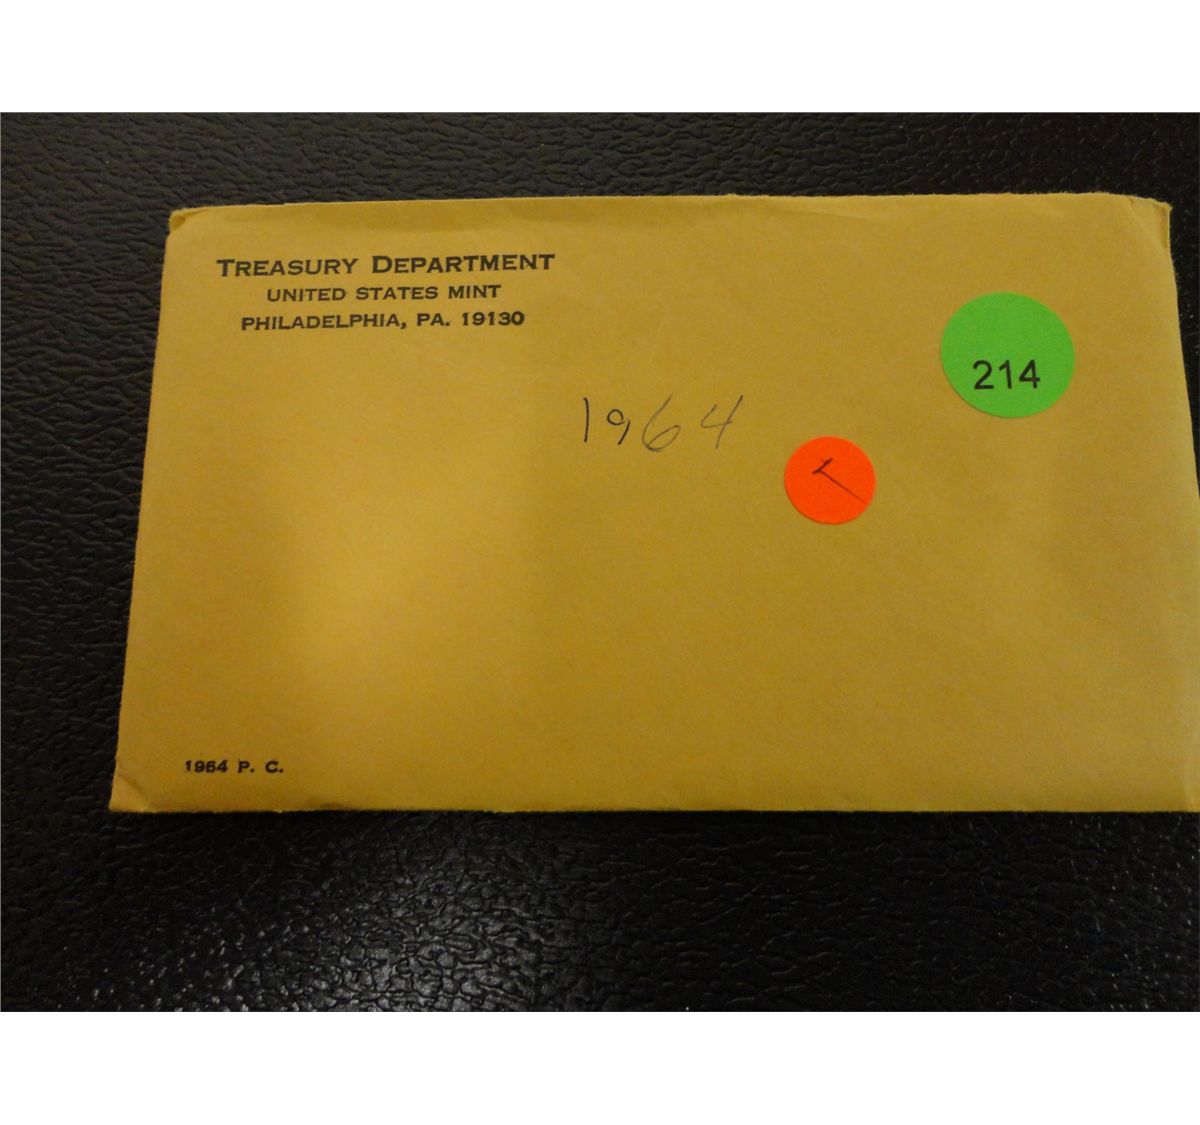 TREASURY DEPARTMENT
UNITED STATES MINT
PHILADELPHIA, PA. 19130
214
1964
1964 P. C.